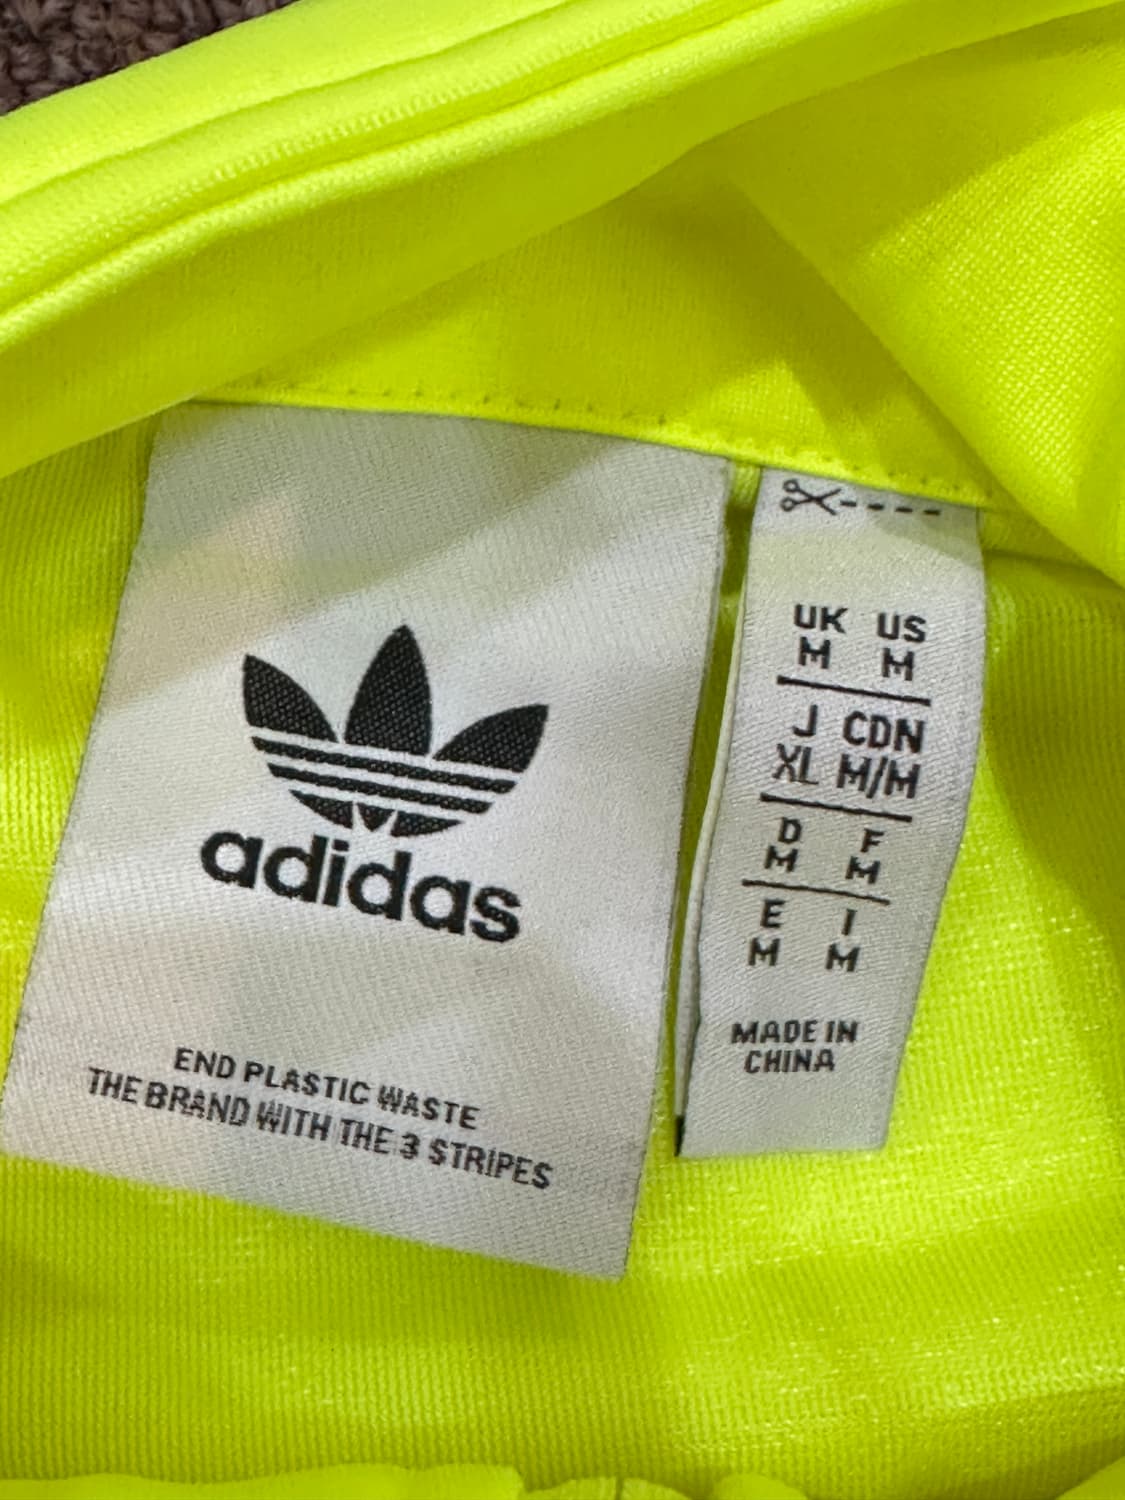 adidas
END PLASTIC WASTE
THE BRAND WITH THE 3 STRIPES
UK US
M M
J CDN
XL M/M
D F
M M
E I
M M
MADE IN
CHINA